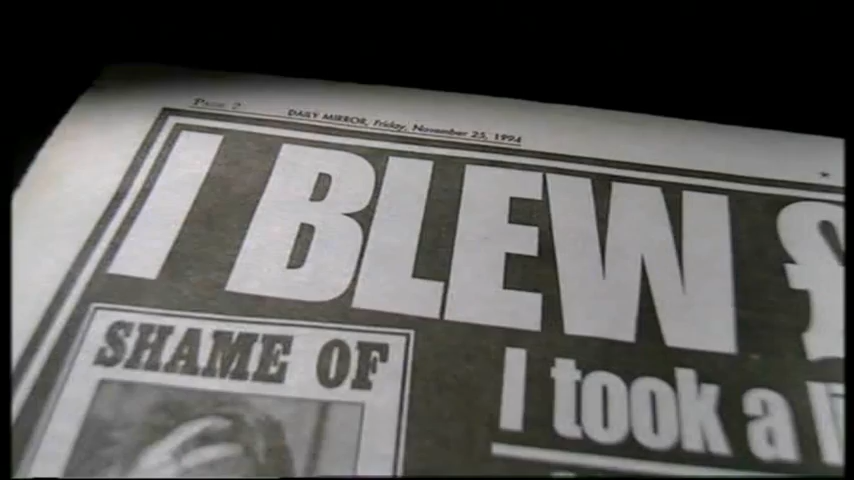 PAGE 2
DAILY MIRROR, Friday, November 25, 1994
I BLEW £
SHAME OF
I took a